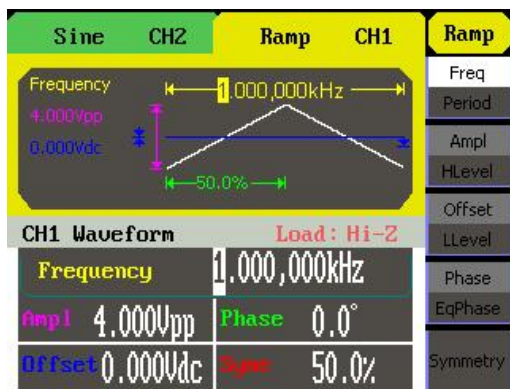 Sine CH2 Ramp CH1 Ramp
Frequency 1.000,000kHz
4.000Vpp
0.000Vdc
50.0%
CH1 Waveform Load: Hi-Z
Frequency 1.000,000kHz
Ampl 4.000Vpp Phase 0.0°
Offset 0.000Vdc Syme 50.0%
Freq
Period
Ampl
HLevel
Offset
LLevel
Phase
EqPhase
Symmetry